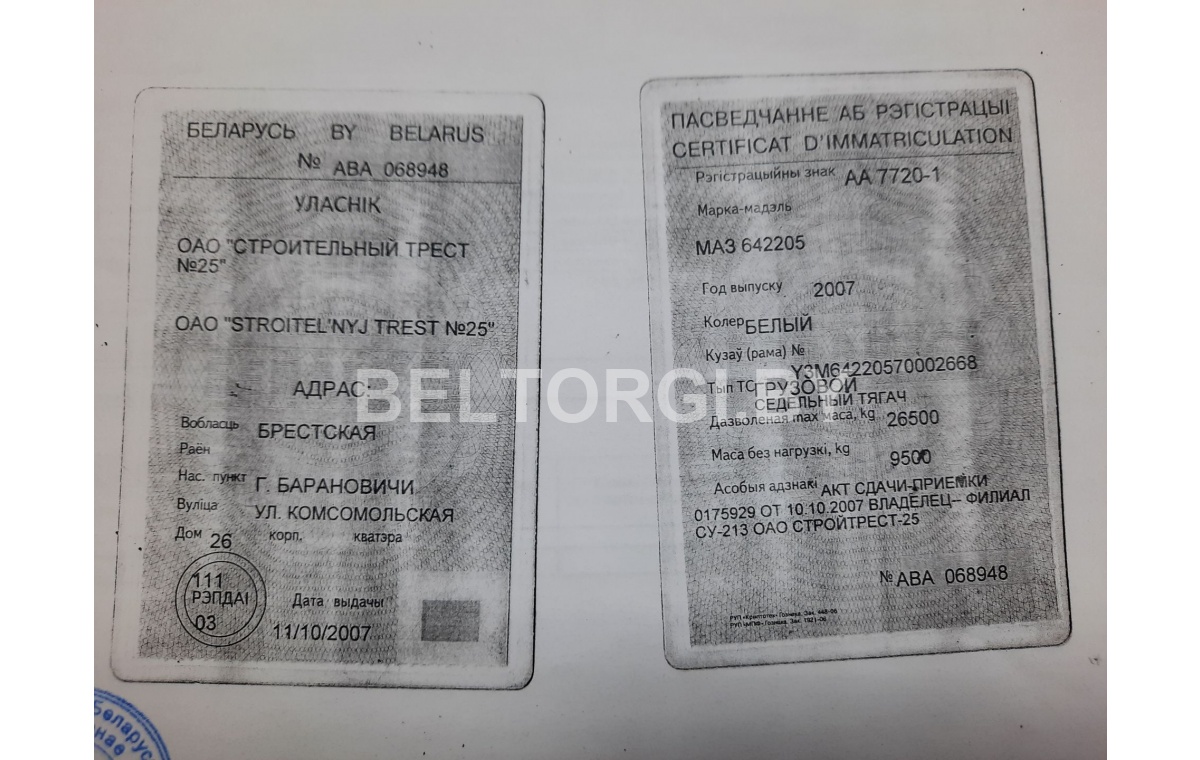 БЕЛАРУСЬ BY BELARUS
№ АВА 068948
УЛАСНІК
ОАО "СТРОИТЕЛЬНЫЙ ТРЕСТ
№25"
ОАО "STROITEL'NYJ TREST №25"
АДРАС:
Вобласць БРЕСТСКАЯ
Раён
Нас. пункт Г. БАРАНОВИЧИ
Вуліца УЛ. КОМСОМОЛЬСКАЯ
Дом 26 корп. кватэра
111
РЭПДАІ
03
Дата выдачы
11/10/2007
ПАСВЕДЧАННЕ АБ РЭГІСТРАЦЫІ
CERTIFICAT D'IMMATRICULATION
Рэгістрацыйны знак АА 7720-1
Марка-мадэль
МАЗ 642205
Год выпуску 2007
Колер БЕЛЫЙ
Кузаў (рама) №
Y3M64220570002668
Тып ТС ГРУЗОВОЙ
СЕДЕЛЬНЫЙ ТЯГАЧ
Дазволеная max маса, kg 26500
Маса без нагрузкі, kg 9500
Асобыя адзнакі АКТ СДАЧИ-ПРИЕМКИ
0175929 ОТ 10.10.2007 ВЛАДЕЛЕЦ-- ФИЛИАЛ
СУ-213 ОАО СТРОЙТРЕСТ-25
№ АВА 068948
BELTORGI.BY
Беларус